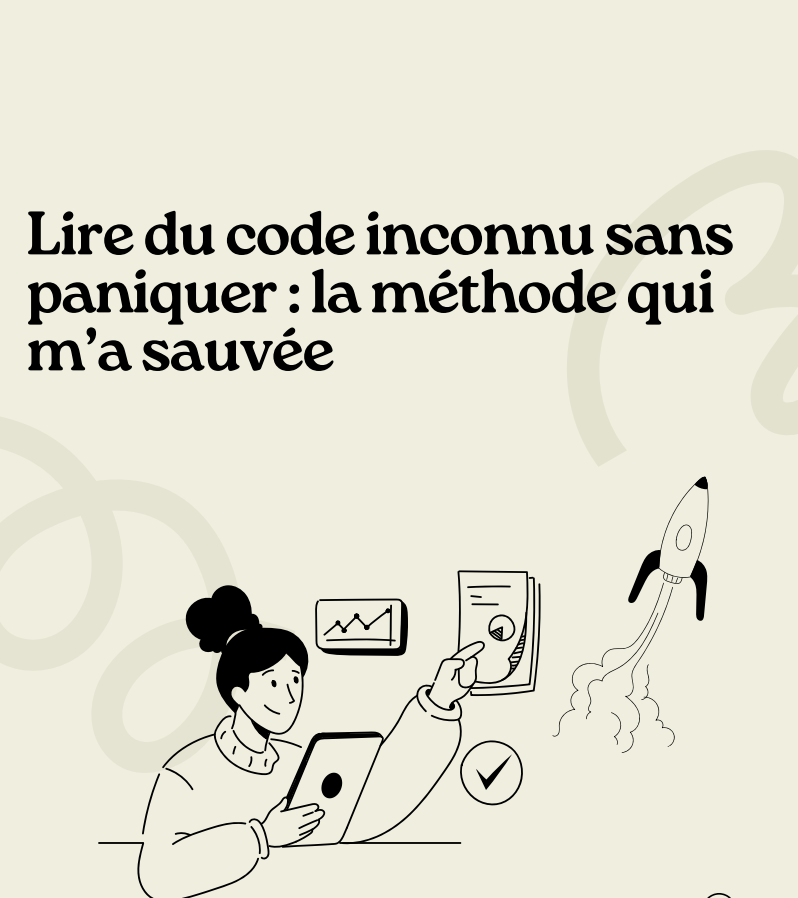 Lire du code inconnu sans
paniquer : la méthode qui
m’a sauvée